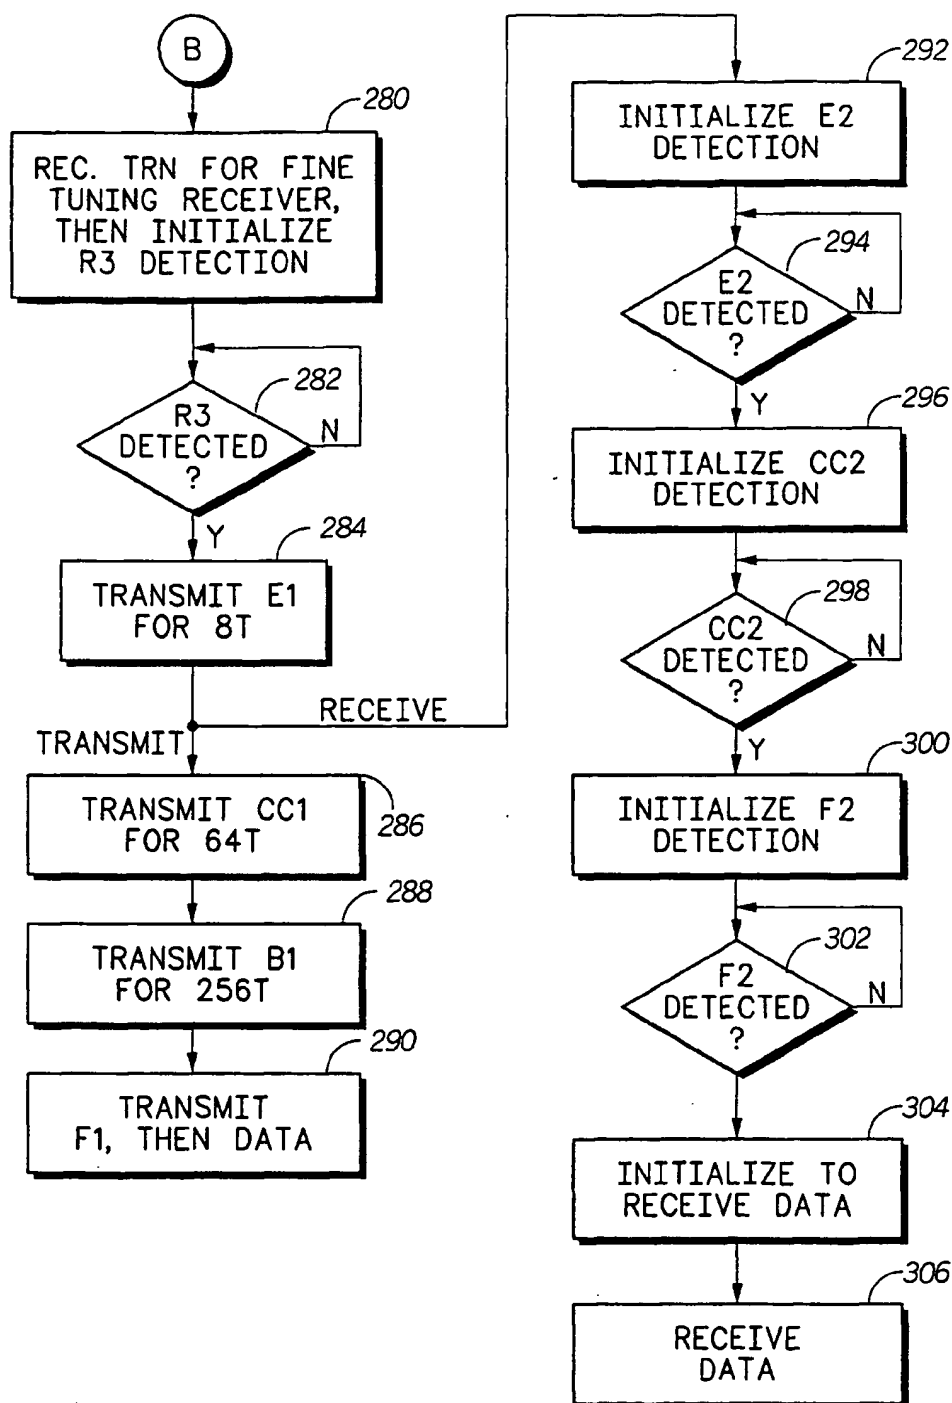 B
280
REC. TRN FOR FINE
TUNING RECEIVER,
THEN INITIALIZE
R3 DETECTION
282
R3
DETECTED
?
N
Y
284
TRANSMIT E1
FOR 8T
RECEIVE
TRANSMIT
TRANSMIT CC1
FOR 64T
286
288
TRANSMIT B1
FOR 256T
290
TRANSMIT
F1, THEN DATA
292
INITIALIZE E2
DETECTION
294
E2
DETECTED
?
N
Y
296
INITIALIZE CC2
DETECTION
298
CC2
DETECTED
?
N
Y
300
INITIALIZE F2
DETECTION
302
F2
DETECTED
?
N
304
INITIALIZE TO
RECEIVE DATA
306
RECEIVE
DATA